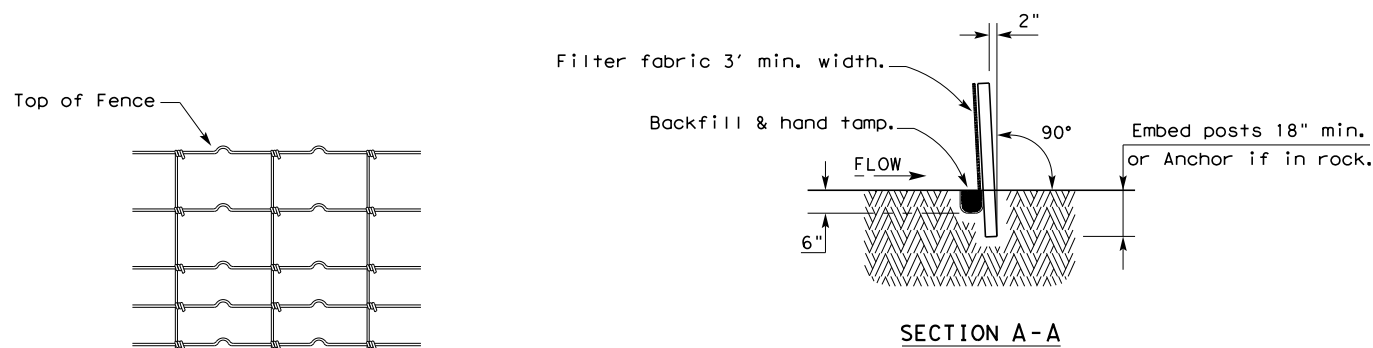 Top of Fence
2"
Filter fabric 3' min. width.
Backfill & hand tamp.
90°
Embed posts 18" min.
or Anchor if in rock.
FLOW
6"
SECTION A-A